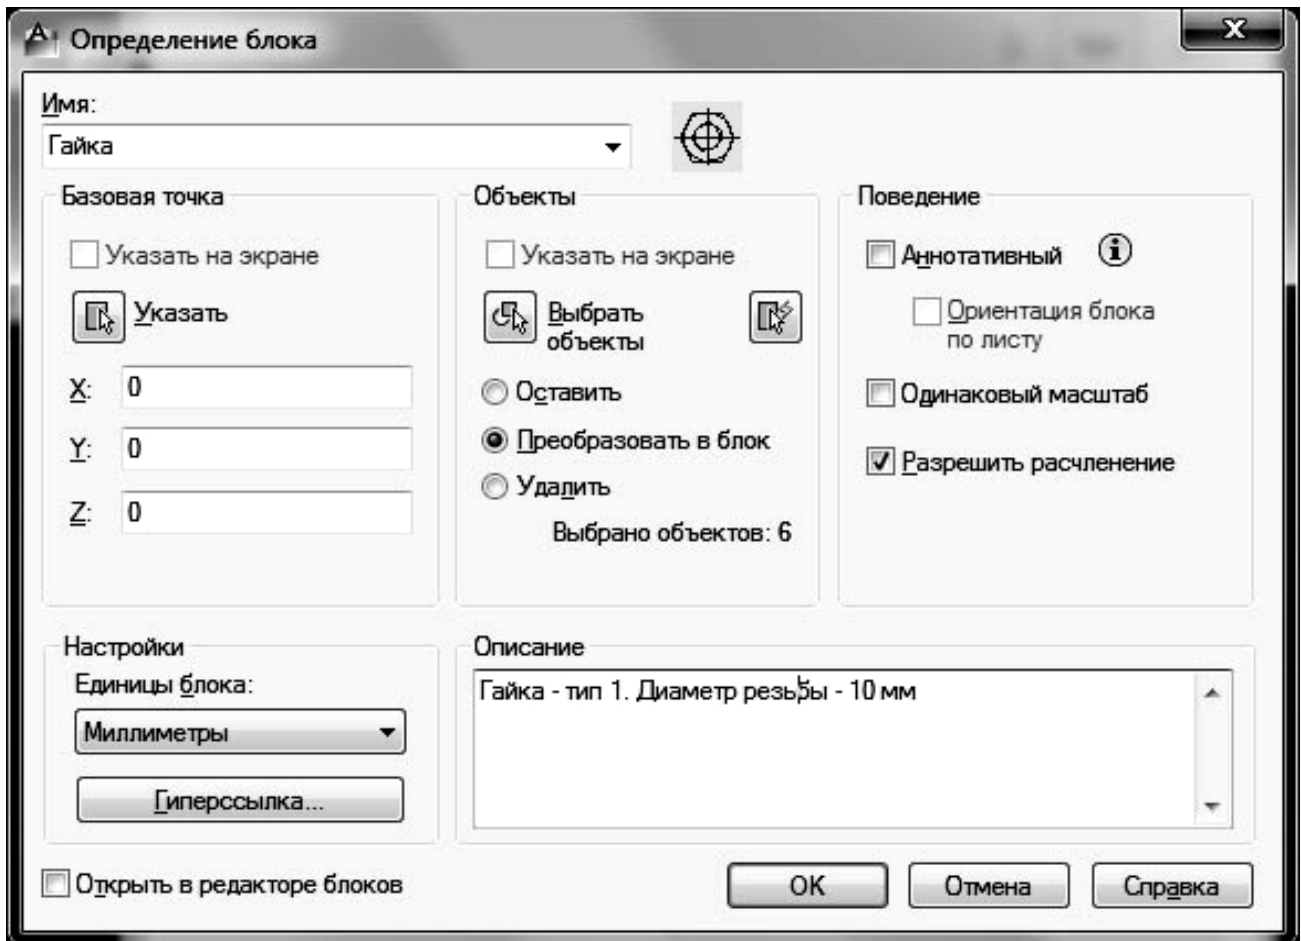 Определение блока
Имя:
Гайка
Базовая точка
Указать на экране
Указать
X: 0
Y: 0
Z: 0
Объекты
Указать на экране
Выбрать
объекты
Оставить
Преобразовать в блок
Удалить
Выбрано объектов: 6
Поведение
Аннотативный
Ориентация блока
по листу
Одинаковый масштаб
Разрешить расчленение
Настройки
Единицы блока:
Миллиметры
Гиперссылка...
Описание
Гайка - тип 1. Диаметр резьбы - 10 мм
Открыть в редакторе блоков
OK
Отмена
Справка